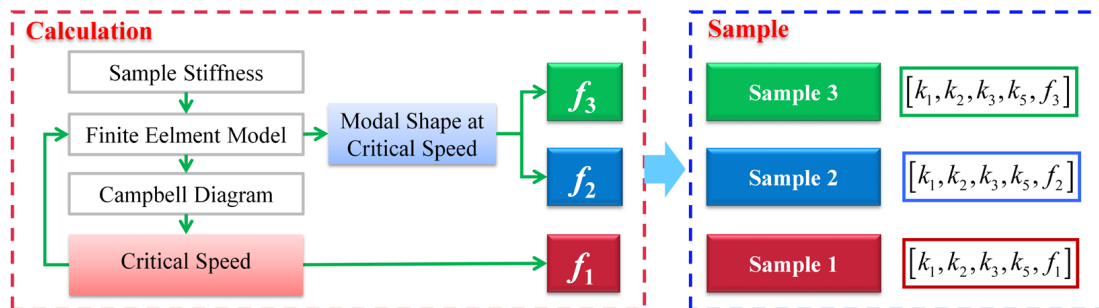 Calculation
Sample Stiffness
Finite Eelment Model
Campbell Diagram
Critical Speed
Modal Shape at
Critical Speed
f₃
f₂
f₁
Sample
Sample 3
[k₁, k₂, k₃, k₅, f₃]
Sample 2
[k₁, k₂, k₃, k₅, f₂]
Sample 1
[k₁, k₂, k₃, k₅, f₁]